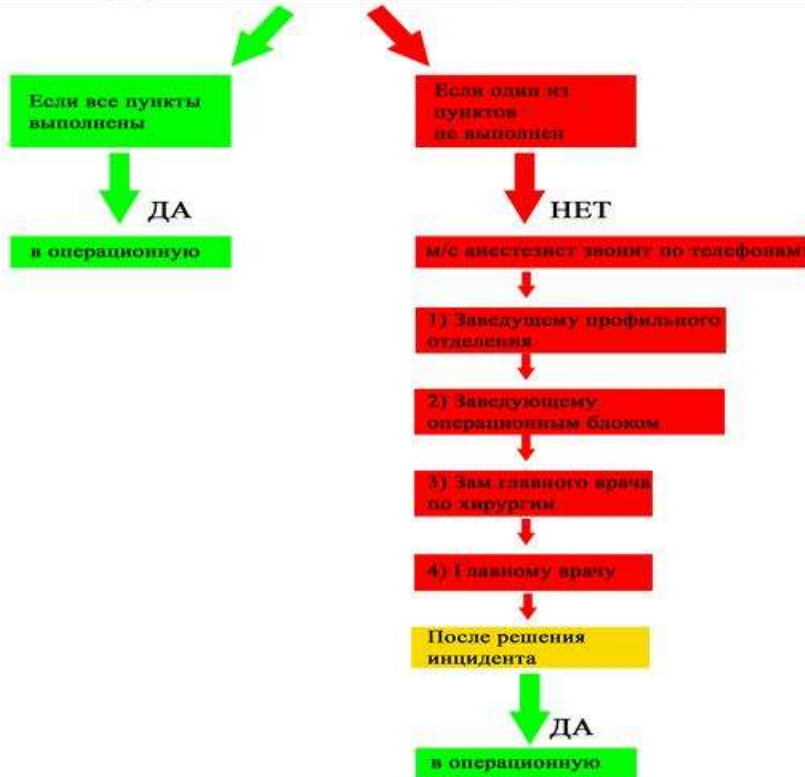 Если все пункты
выполнены
ДА
в операционную
Если один из
пунктов
не выполнен
НЕТ
м/с анестезист звонит по телефонам
1) Заведущему профильного
отделения
2) Заведующему
операционным блоком
3) Зам.главного врача
по хирургии
4) Главному врачу
После решения
инцидента
ДА
в операционную